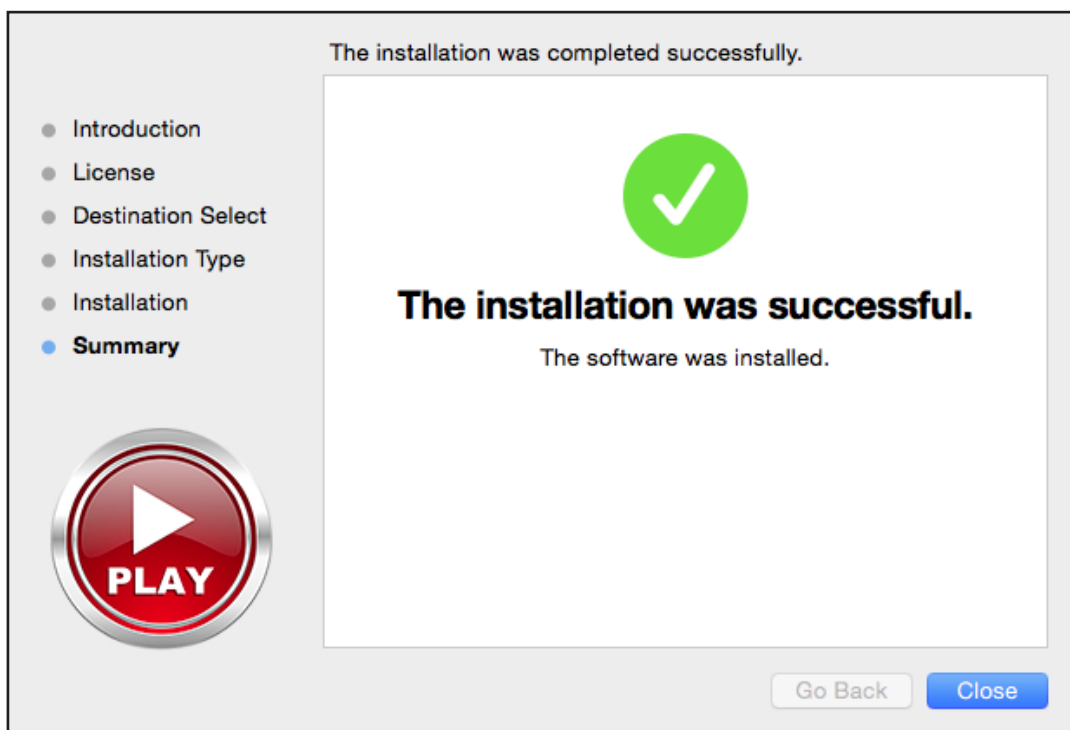 The installation was completed successfully.
Introduction
License
Destination Select
Installation Type
Installation
Summary
The installation was successful.
The software was installed.
PLAY
Go Back
Close